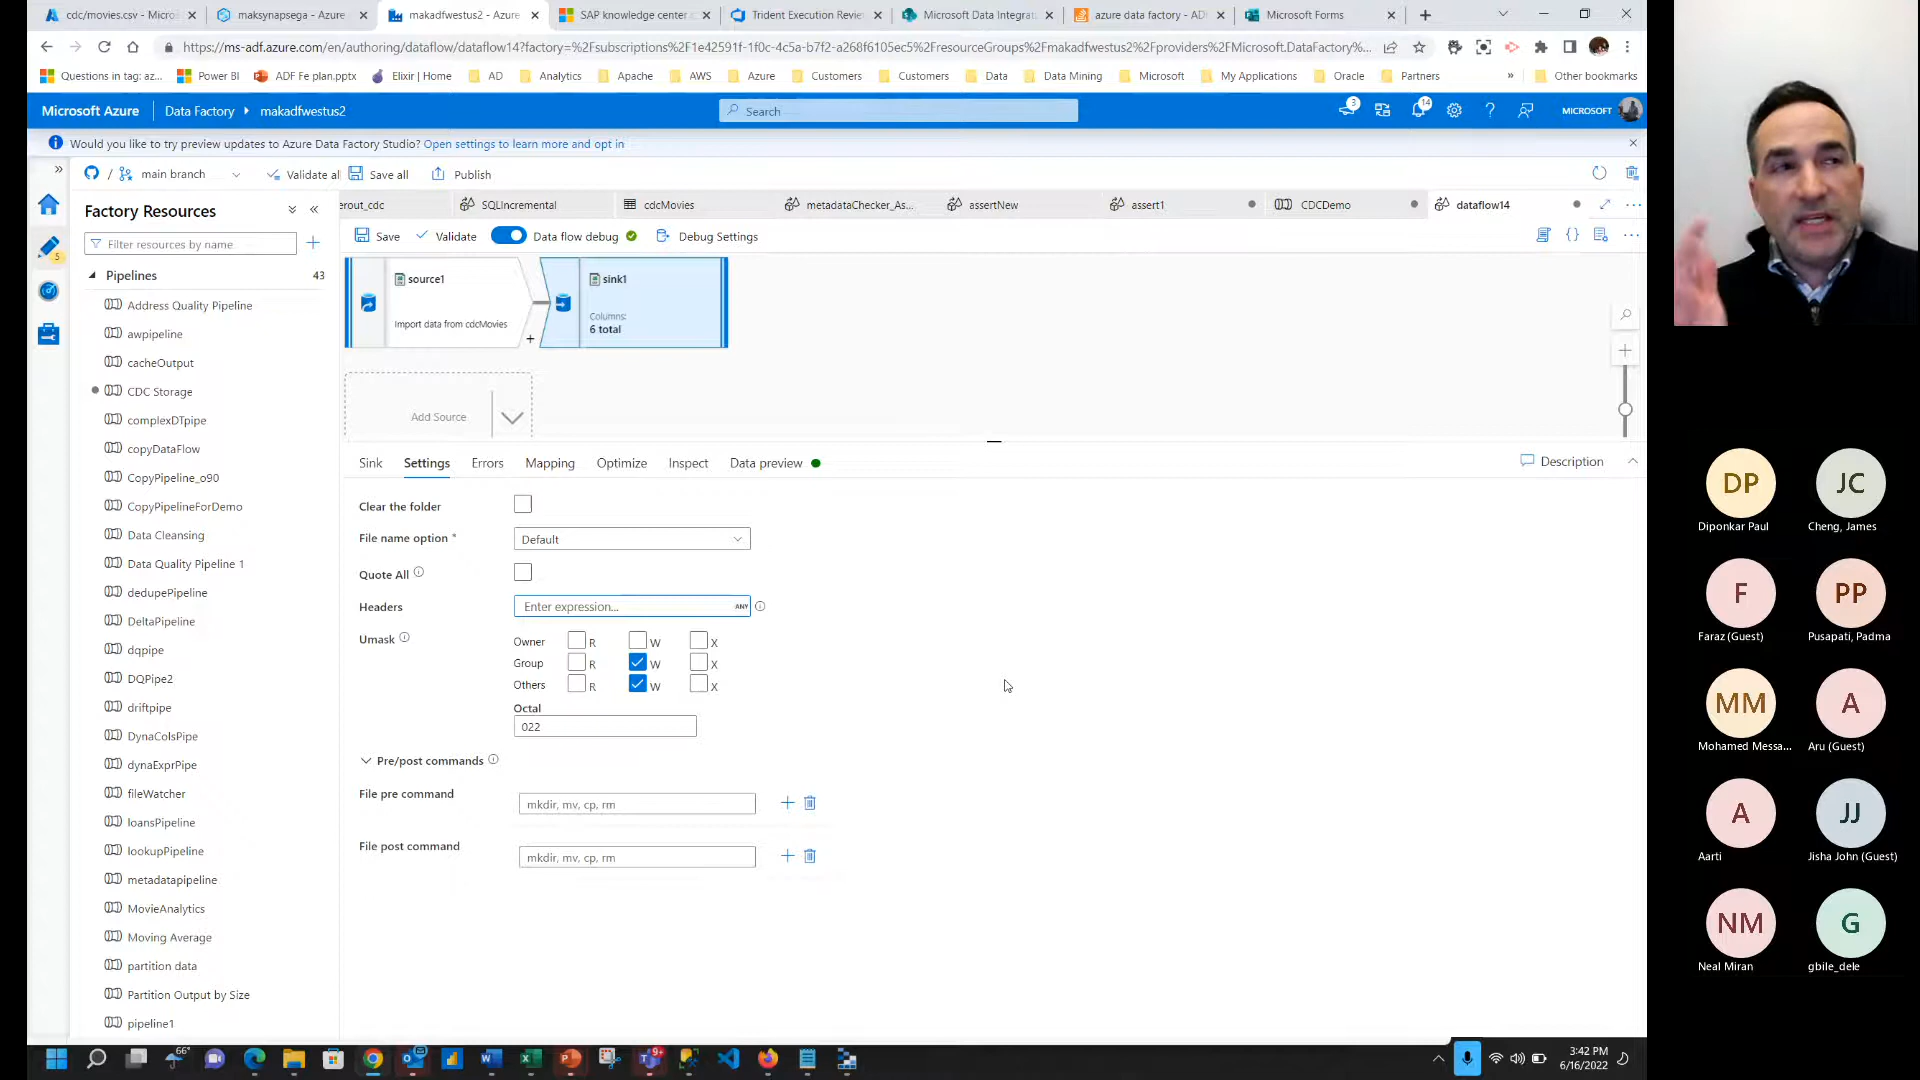 cdc/movies.csv - Micros
maksynapsega - Azure
makadfwestus2 - Azure
SAP knowledge center
Trident Execution Revie
Microsoft Data Integrat
azure data factory - AD
Microsoft Forms
https://ms-adf.azure.com/en/authoring/dataflow/dataflow14?factory=%2Fsubscriptions%2F1e42591f-1f0c-4c5a-b7f2-a268f6105ec5%2FresourceGroups%2Fmakadfwestus2%2Fproviders%2FMicrosoft.DataFactory%...
Questions in tag: az... Power BI ADF Fe plan.pptx Elixir | Home AD Analytics Apache AWS Azure Customers Customers Data Data Mining Microsoft My Applications Oracle Partners » Other bookmarks
Microsoft Azure Data Factory makadfwestus2 Search 3 14 MICROSOFT
Would you like to try preview updates to Azure Data Factory Studio? Open settings to learn more and opt in
/ main branch Validate all Save all Publish
Factory Resources
erout_cdc SQLIncremental cdcMovies metadataChecker_As... assertNew assert1 CDCDemo dataflow14
Filter resources by name
Save Validate Data flow debug Debug Settings
5
Pipelines 43
Address Quality Pipeline
awpipeline
cacheOutput
CDC Storage
complexDTpipe
copyDataFlow
CopyPipeline_o90
CopyPipelineForDemo
Data Cleansing
Data Quality Pipeline 1
dedupePipeline
DeltaPipeline
dqpipe
DQPipe2
driftpipe
DynaColsPipe
dynaExprPipe
fileWatcher
loansPipeline
lookupPipeline
metadatapipeline
MovieAnalytics
Moving Average
partition data
Partition Output by Size
pipeline1
source1
Import data from cdcMovies
+
sink1
Columns:
6 total
Add Source
Sink Settings Errors Mapping Optimize Inspect Data preview Description
Clear the folder
File name option * Default
Quote All
Headers Enter expression... ANY
Umask
Owner R W X
Group R W X
Others R W X
Octal
022
Pre/post commands
File pre command mkdir, mv, cp, rm
File post command mkdir, mv, cp, rm
DP
Diponkar Paul
JC
Cheng, James
F
Faraz (Guest)
PP
Pusapati, Padma
MM
Mohamed Messa...
A
Aru (Guest)
A
Aarti
JJ
Jisha John (Guest)
NM
Neal Miran
G
gbile_dele
66°
9+
3:42 PM
6/16/2022